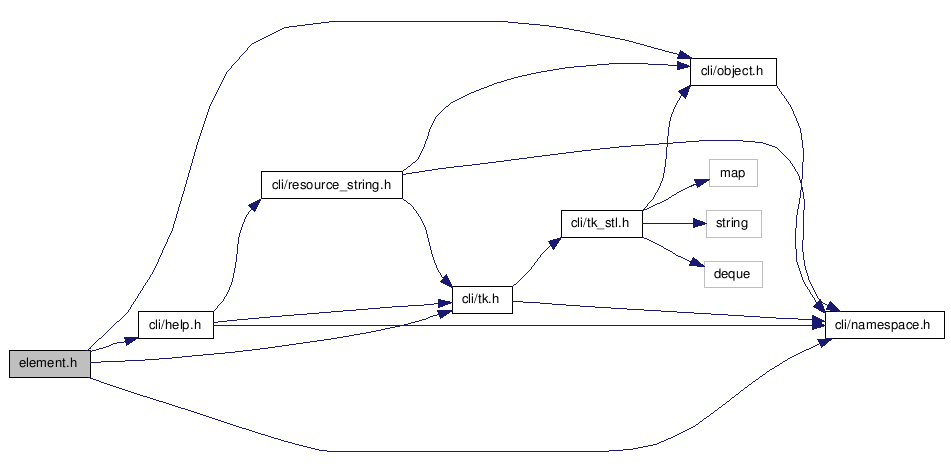 cli/object.h
map
cli/resource_string.h
cli/tk_stl.h
string
deque
cli/tk.h
cli/help.h
cli/namespace.h
element.h